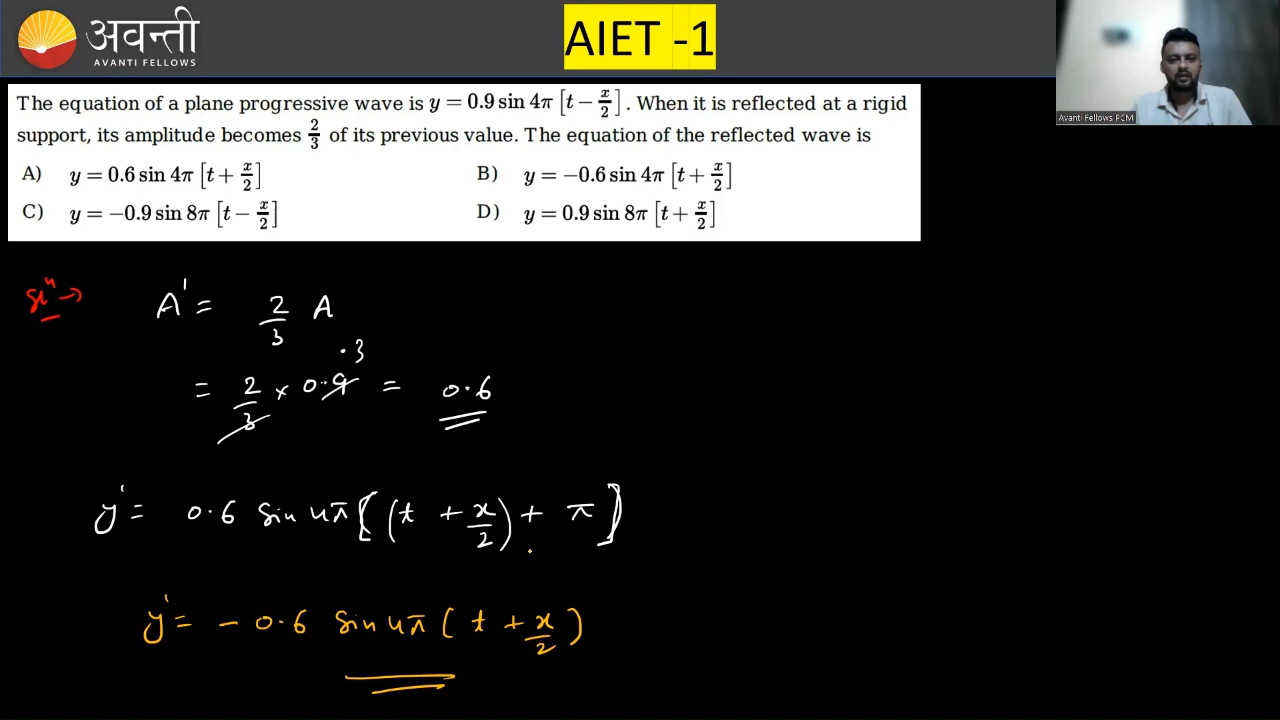 अवन्ती
AVANTI FELLOWS
AIET -1
Avanti Fellows PCM
The equation of a plane progressive wave is y = 0.9 sin 4π [t − x/2]. When it is reflected at a rigid
support, its amplitude becomes 2/3 of its previous value. The equation of the reflected wave is
A) y = 0.6 sin 4π [t + x/2] B) y = −0.6 sin 4π [t + x/2]
C) y = −0.9 sin 8π [t − x/2] D) y = 0.9 sin 8π [t + x/2]
Solⁿ → A' = 2/3 A
= 2/3 × 0.9 .3 = 0.6
y' = 0.6 sin 4π [(t + x/2) + π]
y' = − 0.6 sin 4π (t + x/2)